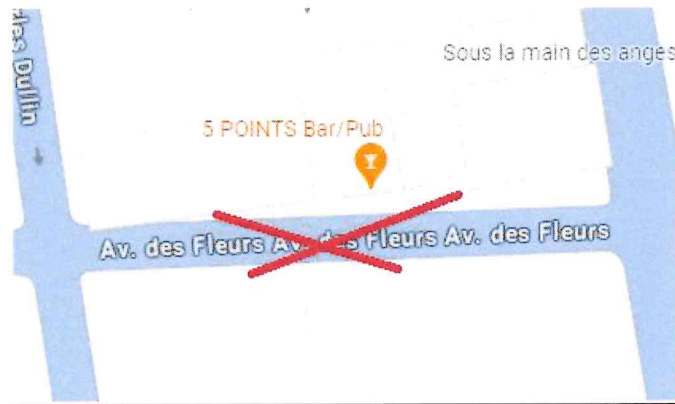 Sous la main des anges
les Dullin
5 POINTS Bar/Pub
Av. des Fleurs Av. des Fleurs Av. des Fleurs